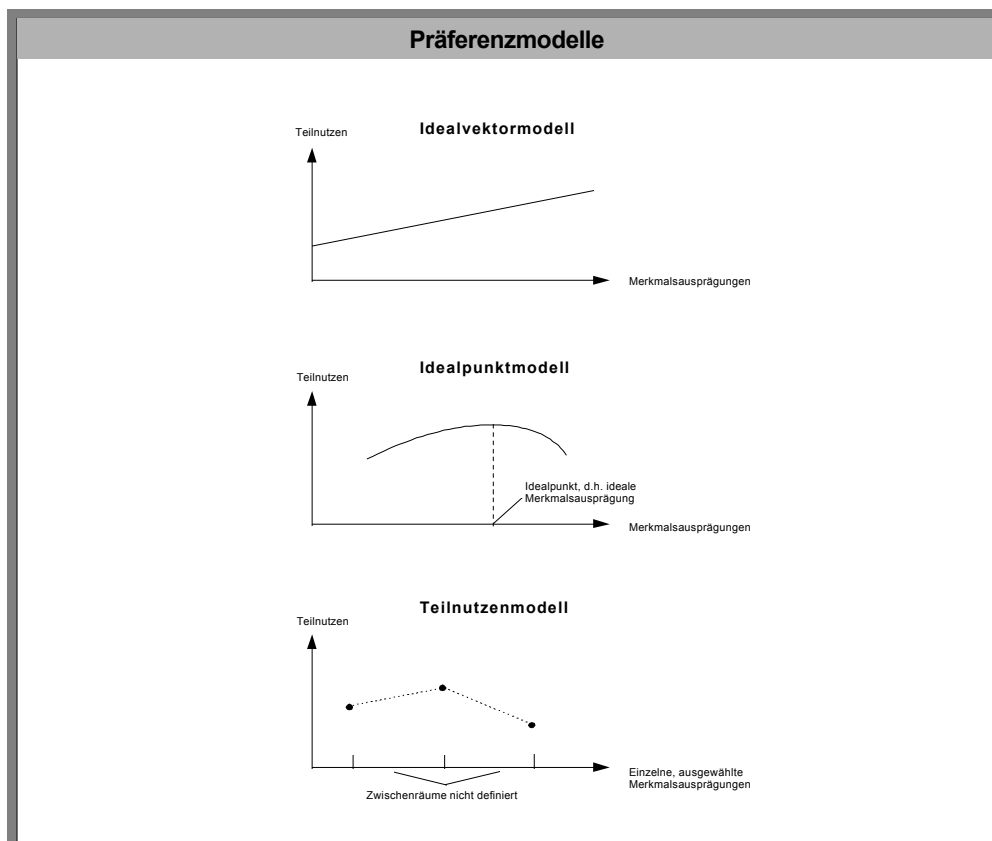 Präferenzmodelle
Idealvektormodell
Teilnutzen
Merkmalsausprägungen
Idealpunktmodell
Teilnutzen
Idealpunkt, d.h. ideale
Merkmalsausprägung
Merkmalsausprägungen
Teilnutzenmodell
Teilnutzen
Einzelne, ausgewählte
Merkmalsausprägungen
Zwischenräume nicht definiert